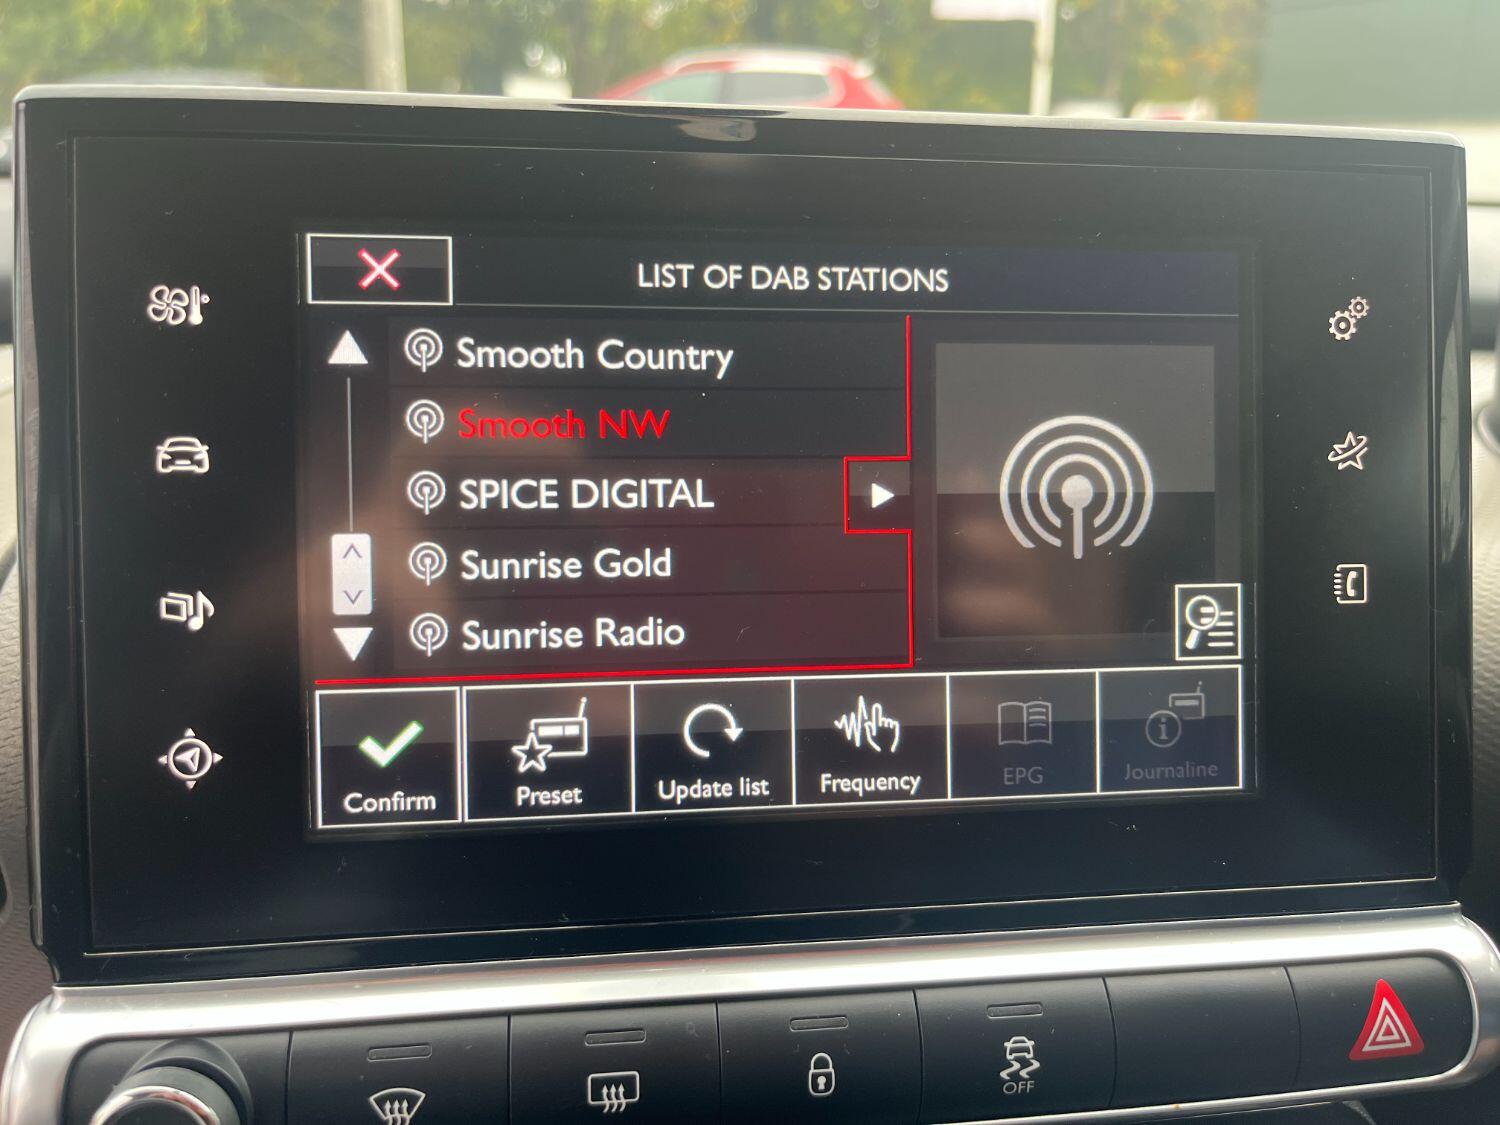 LIST OF DAB STATIONS
Smooth Country
Smooth NW
SPICE DIGITAL
Sunrise Gold
Sunrise Radio
Confirm
Preset
Update list
Frequency
EPG
Journaline
OFF